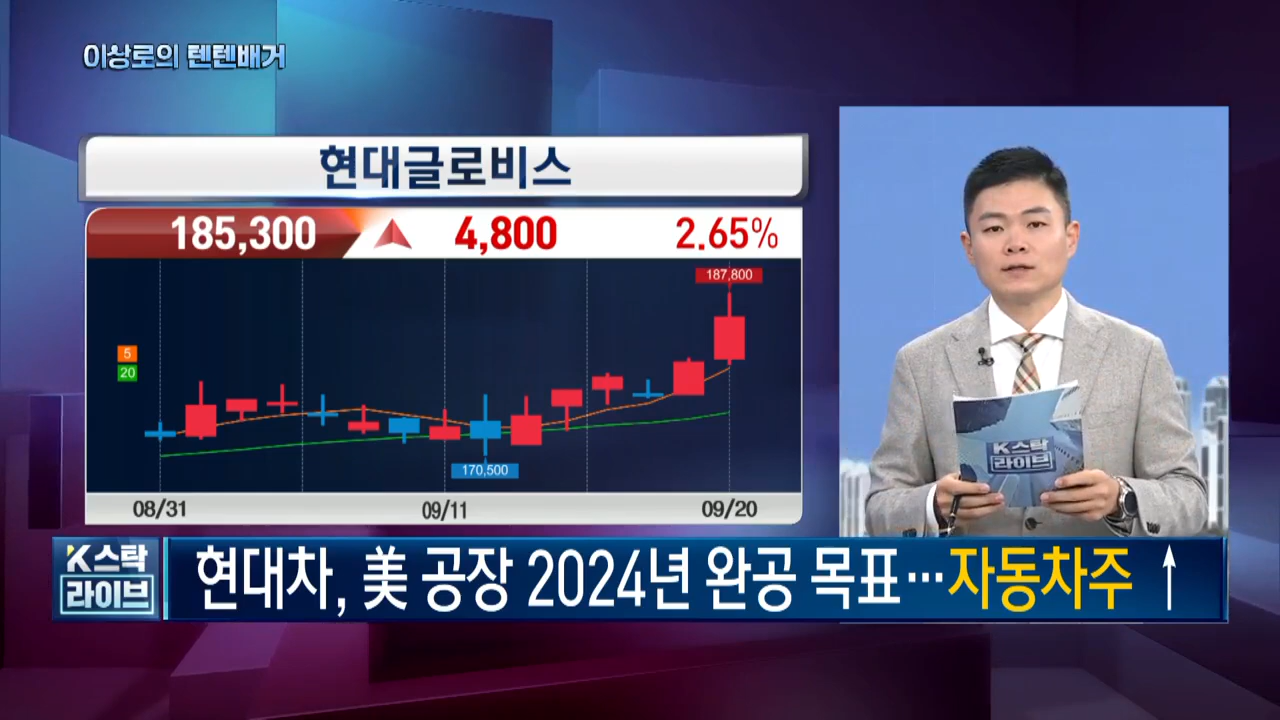 이상로의 텐텐배거
현대글로비스
185,300 ▲ 4,800 2.65%
187,800
5
20
170,500
08/31 09/11 09/20
K스탁
라이브
K스탁
라이브
현대차, 美 공장 2024년 완공 목표…자동차주 ↑